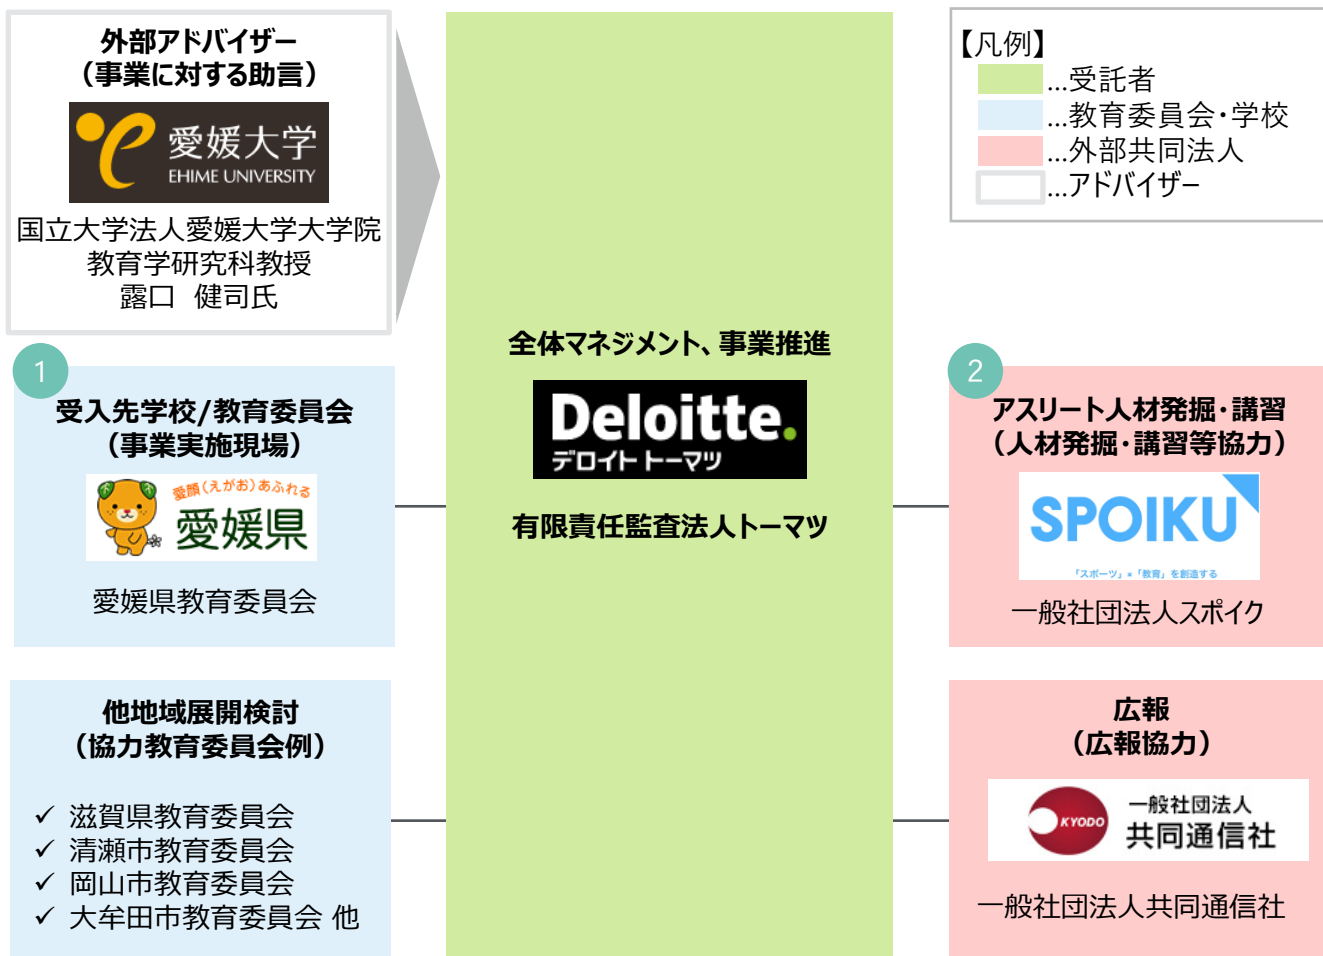 外部アドバイザー
（事業に対する助言）
愛媛大学
EHIME UNIVERSITY
国立大学法人愛媛大学大学院
教育学研究科教授
露口　健司氏
【凡例】
…受託者
…教育委員会・学校
…外部共同法人
…アドバイザー
1
受入先学校/教育委員会
（事業実施現場）
愛顔（えがお）あふれる
愛媛県
愛媛県教育委員会
全体マネジメント、事業推進
Deloitte.
デロイト トーマツ
有限責任監査法人トーマツ
2
アスリート人材発掘・講習
（人材発掘・講習等協力）
SPOIKU
「スポーツ」×「教育」を創造する
一般社団法人スポイク
他地域展開検討
（協力教育委員会例）
✓ 滋賀県教育委員会
✓ 清瀬市教育委員会
✓ 岡山市教育委員会
✓ 大牟田市教育委員会 他
広報
（広報協力）
KYODO
一般社団法人
共同通信社
一般社団法人共同通信社